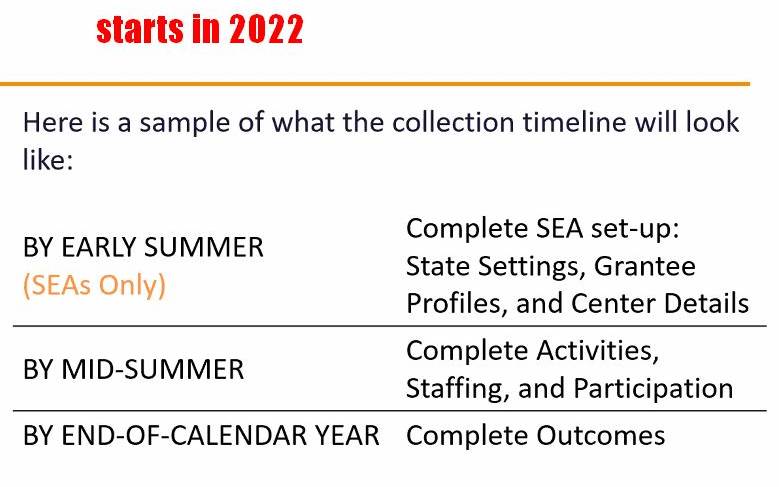 starts in 2022
Here is a sample of what the collection timeline will look
like:
BY EARLY SUMMER
(SEAs Only)
Complete SEA set-up:
State Settings, Grantee
Profiles, and Center Details
BY MID-SUMMER
Complete Activities,
Staffing, and Participation
BY END-OF-CALENDAR YEAR
Complete Outcomes